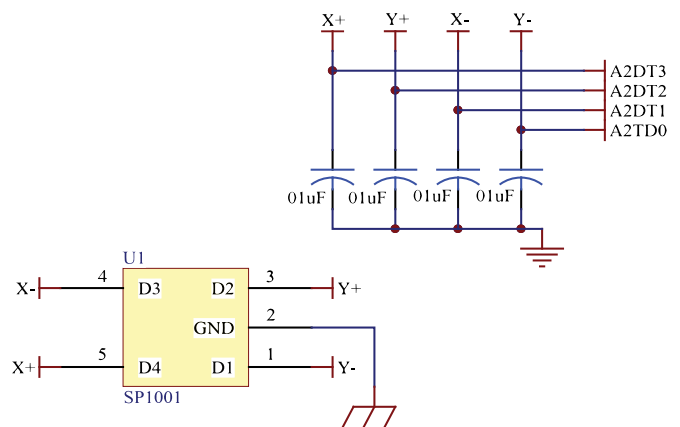 X+ Y+ X- Y-
A2DT3
A2DT2
A2DT1
A2TD0
01uF 01uF 01uF 01uF
U1
X- 4 D3 D2 3 Y+
GND 2
X+ 5 D4 D1 1 Y-
SP1001